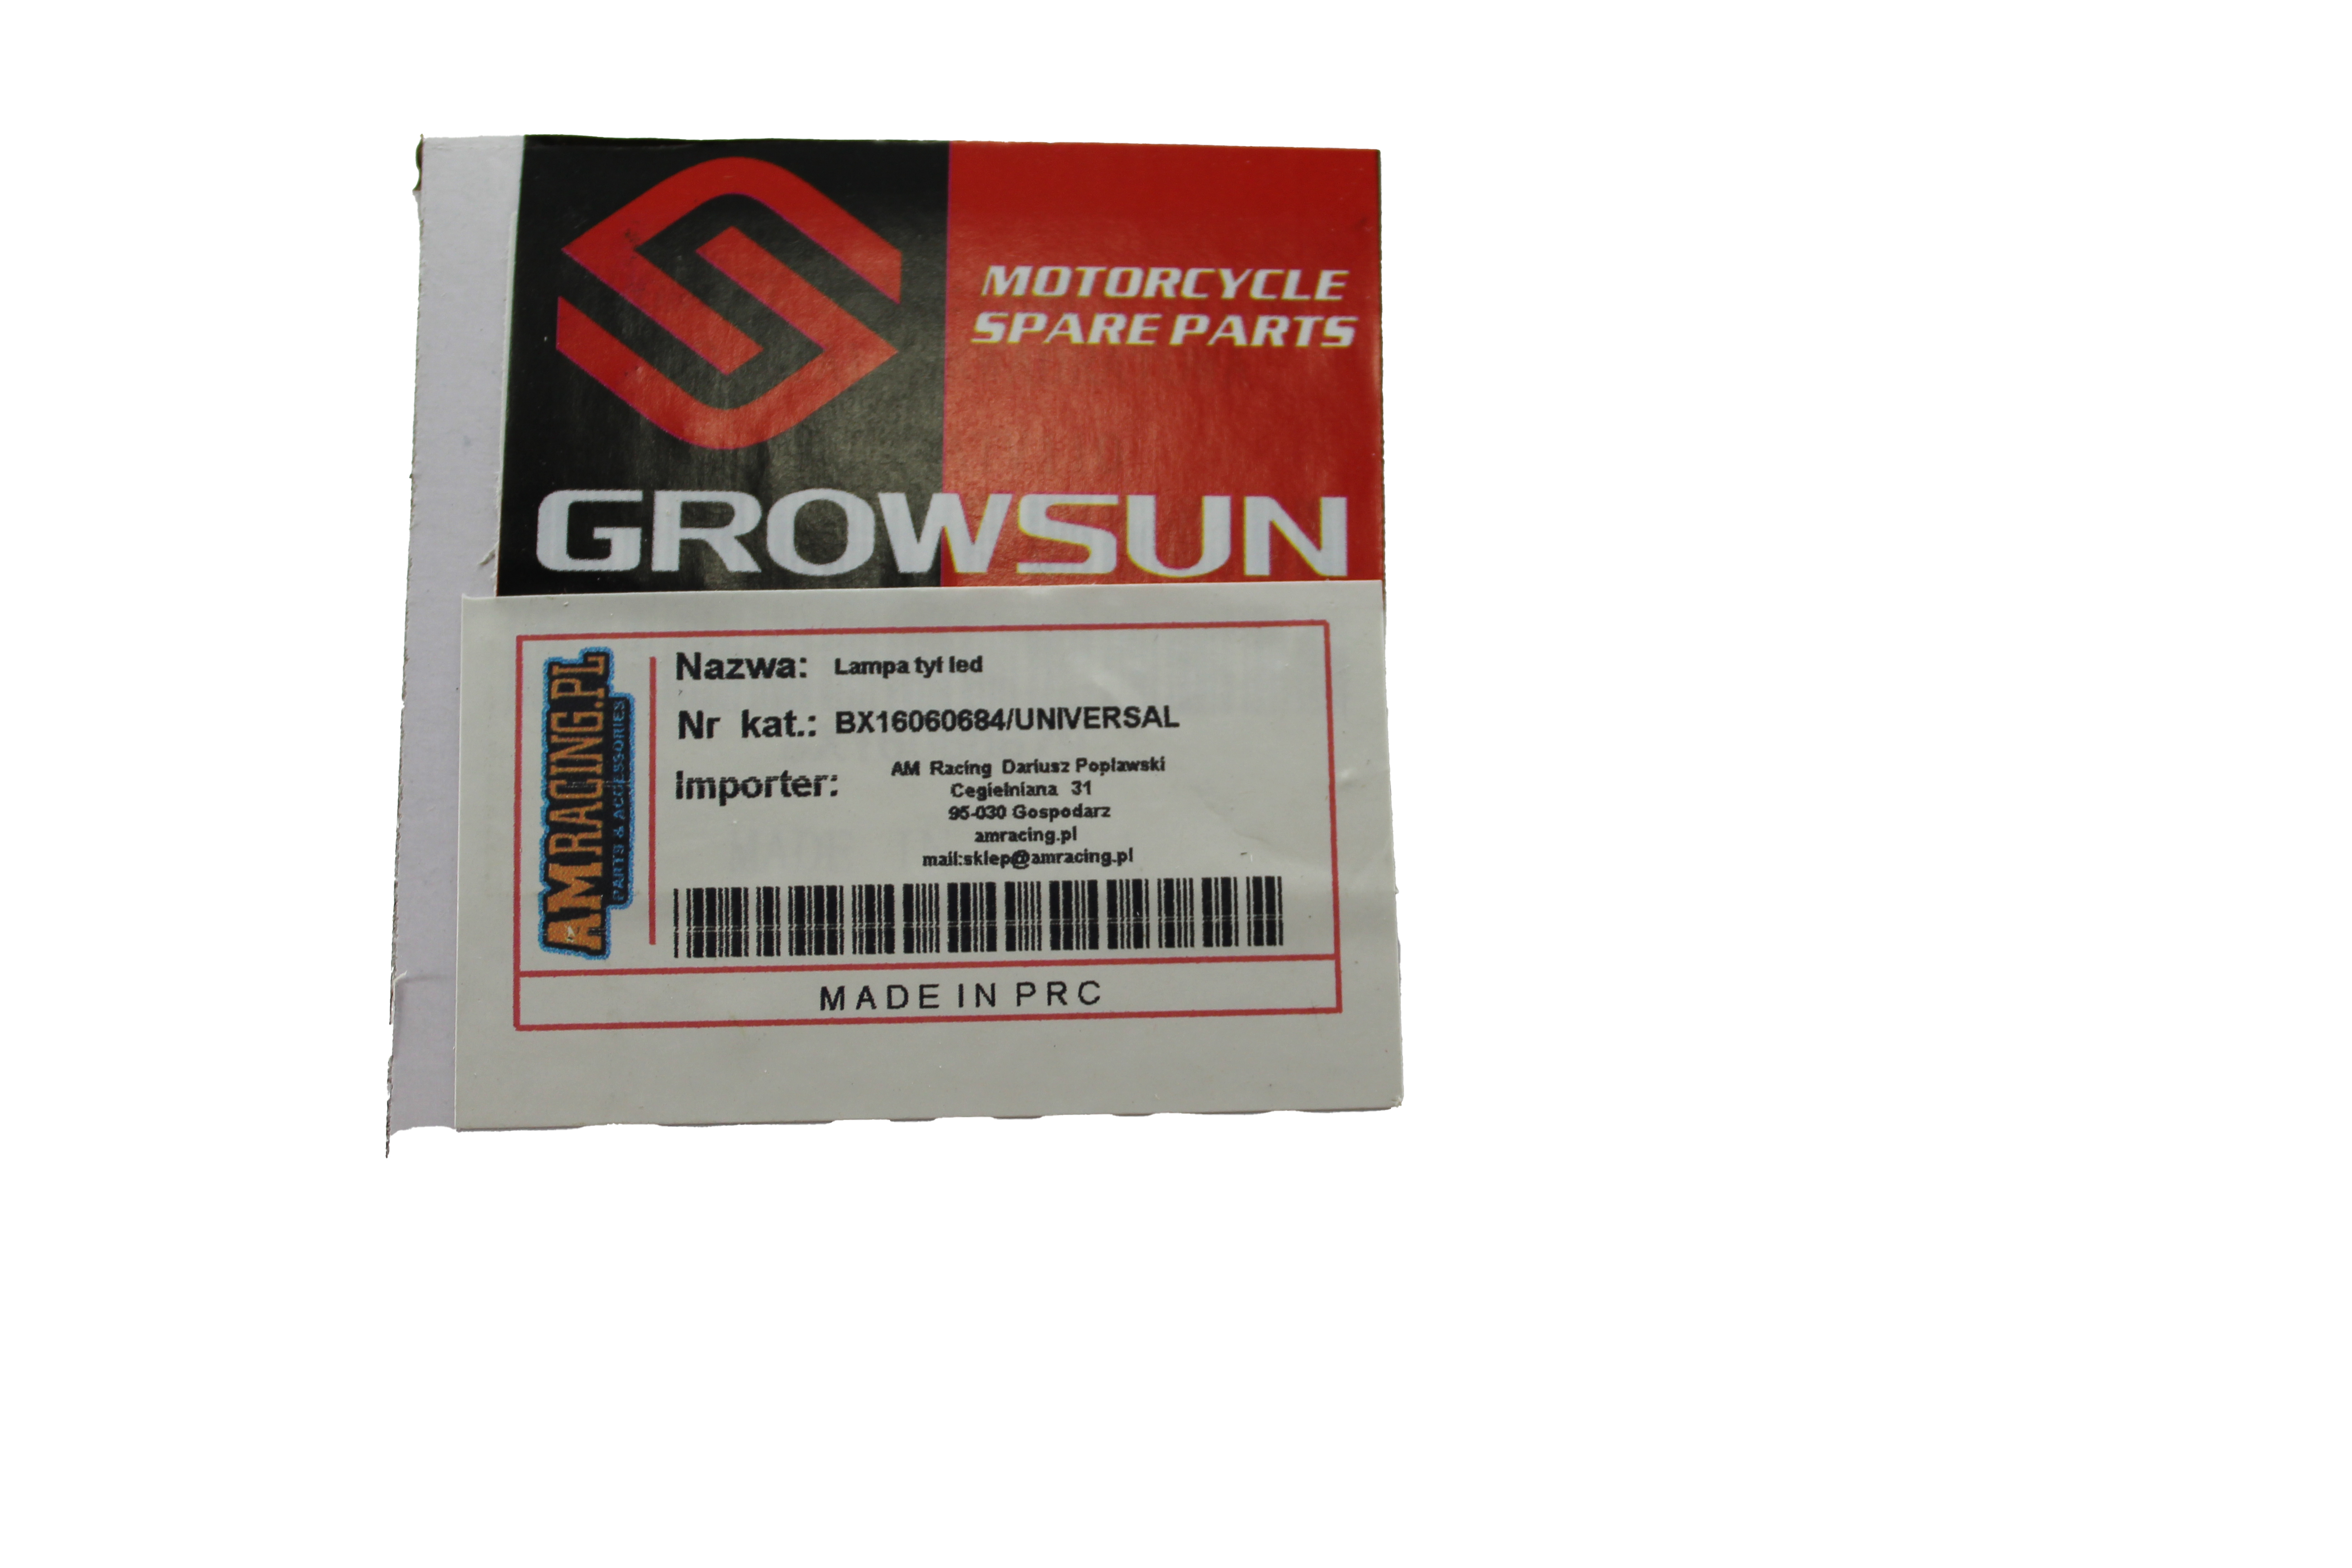 MOTORCYCLE
SPARE PARTS
GROWSUN
AMRACING.PL
PARTS & ACCESSORIES
Nazwa: Lampa tył led
Nr kat.: BX16060684/UNIVERSAL
Importer: AM Racing Dariusz Popławski
Cegielniana 31
95-030 Gospodarz
amracing.pl
mail:sklep@amracing.pl
MADE IN PRC